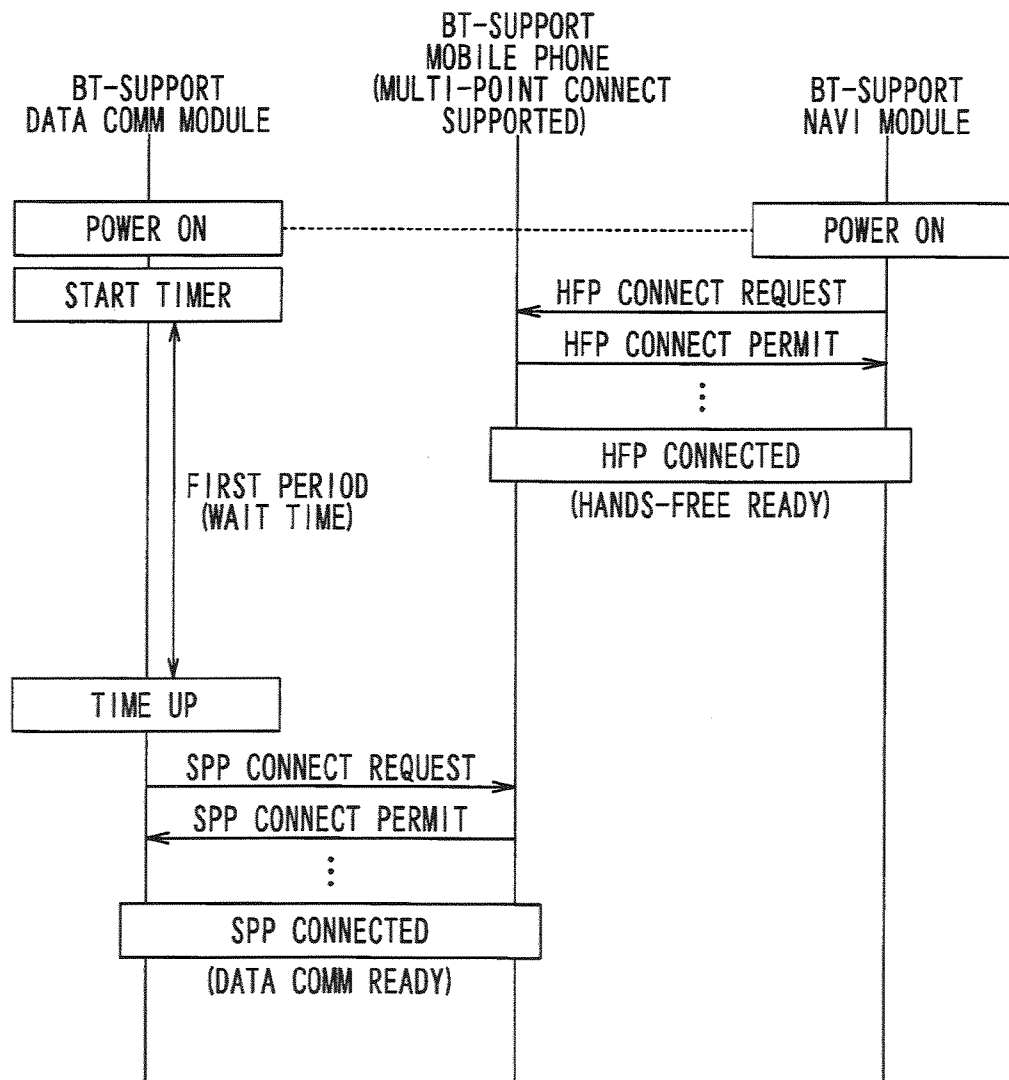 BT-SUPPORT
DATA COMM MODULE
BT-SUPPORT
MOBILE PHONE
(MULTI-POINT CONNECT
SUPPORTED)
BT-SUPPORT
NAVI MODULE
POWER ON
POWER ON
START TIMER
HFP CONNECT REQUEST
HFP CONNECT PERMIT
HFP CONNECTED
(HANDS-FREE READY)
FIRST PERIOD
(WAIT TIME)
TIME UP
SPP CONNECT REQUEST
SPP CONNECT PERMIT
SPP CONNECTED
(DATA COMM READY)